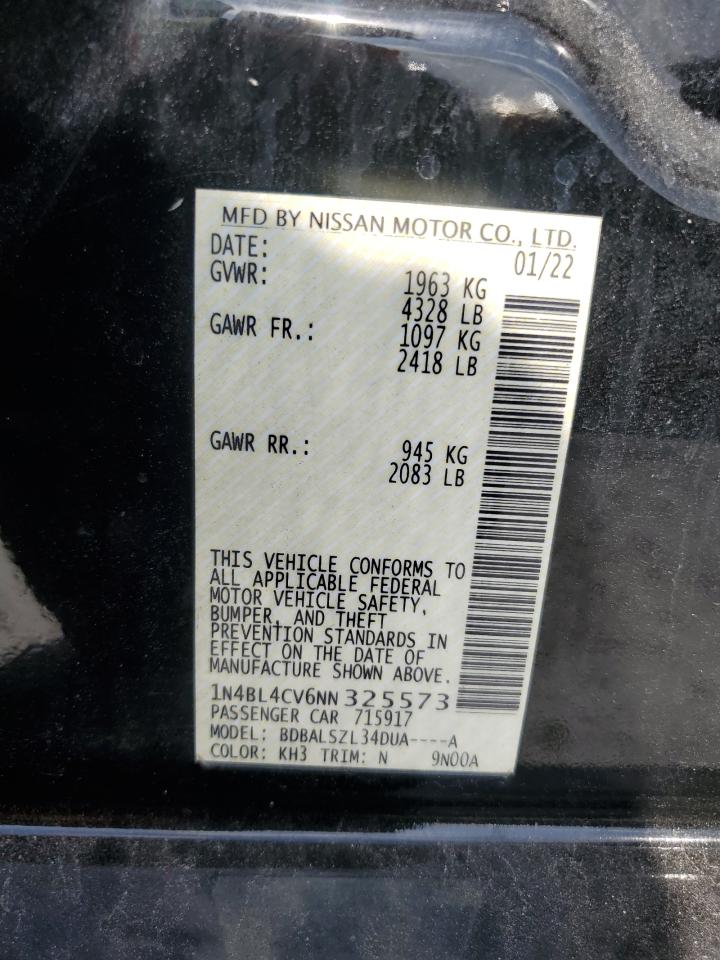 MFD BY NISSAN MOTOR CO., LTD.
DATE: 01/22
GVWR: 1963 KG
4328 LB
GAWR FR.: 1097 KG
2418 LB
GAWR RR.: 945 KG
2083 LB
THIS VEHICLE CONFORMS TO
ALL APPLICABLE FEDERAL
MOTOR VEHICLE SAFETY,
BUMPER, AND THEFT
PREVENTION STANDARDS IN
EFFECT ON THE DATE OF
MANUFACTURE SHOWN ABOVE.
1N4BL4CV6NN325573
PASSENGER CAR 715917
MODEL: BDBALSZL34DUA----A
COLOR: KH3 TRIM: N 9N00A